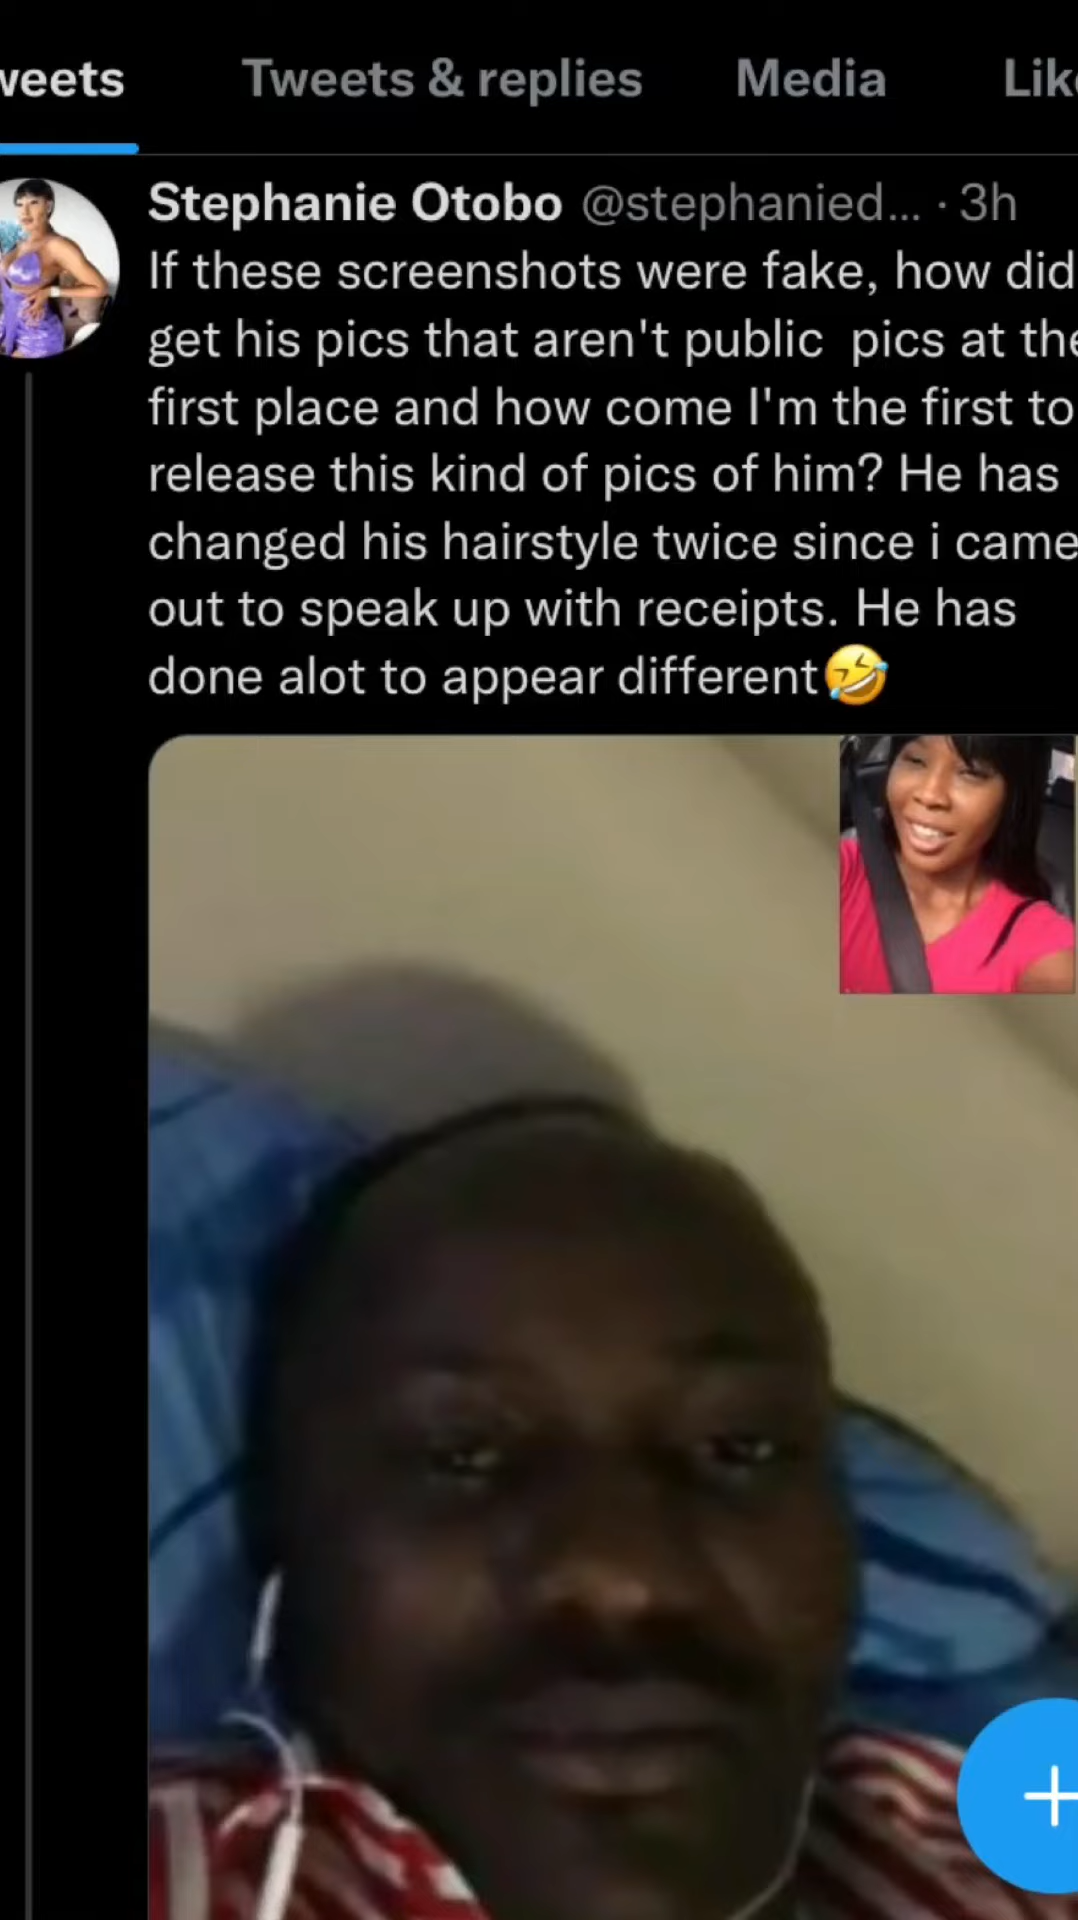 weets Tweets & replies Media Lik
Stephanie Otobo @stephanied... · 3h
If these screenshots were fake, how did
get his pics that aren't public pics at the
first place and how come I'm the first to
release this kind of pics of him? He has
changed his hairstyle twice since i came
out to speak up with receipts. He has
done alot to appear different🤣